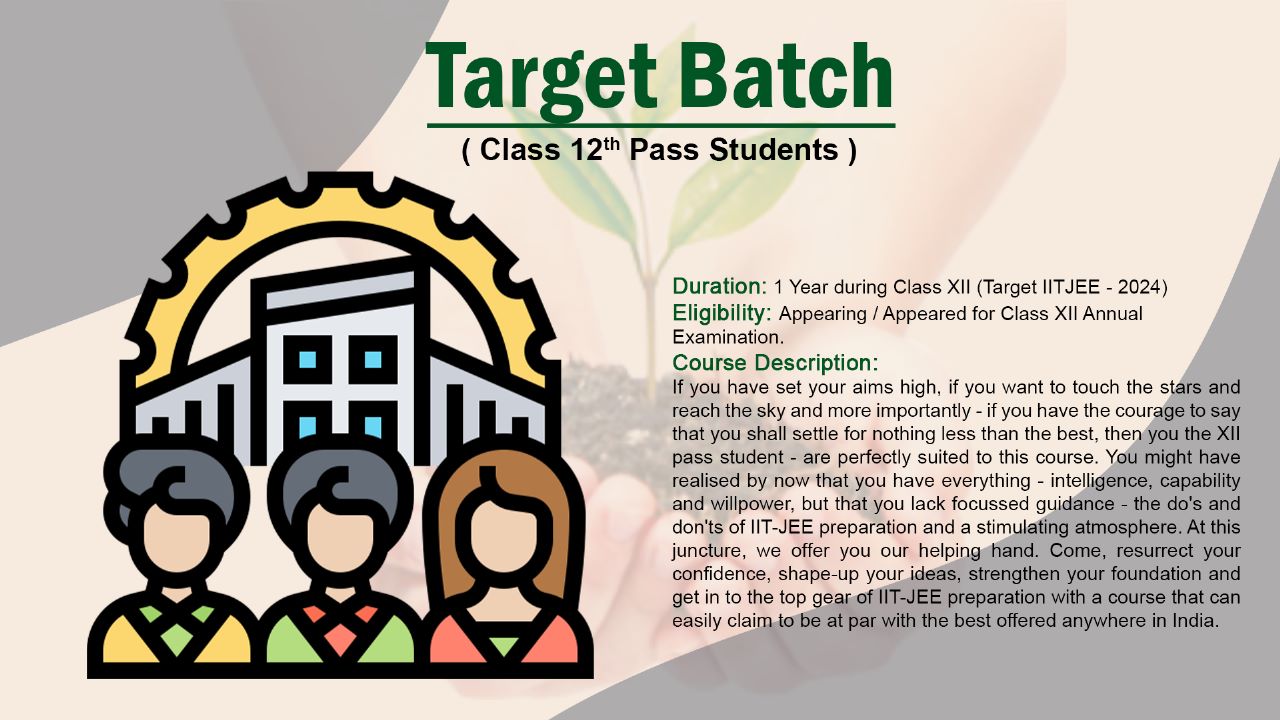 Target Batch
( Class 12th Pass Students )
Duration: 1 Year during Class XII (Target IITJEE - 2024)
Eligibility: Appearing / Appeared for Class XII Annual
Examination.
Course Description:
If you have set your aims high, if you want to touch the stars and
reach the sky and more importantly - if you have the courage to say
that you shall settle for nothing less than the best, then you the XII
pass student - are perfectly suited to this course. You might have
realised by now that you have everything - intelligence, capability
and willpower, but that you lack focussed guidance - the do's and
don'ts of IIT-JEE preparation and a stimulating atmosphere. At this
juncture, we offer you our helping hand. Come, resurrect your
confidence, shape-up your ideas, strengthen your foundation and
get in to the top gear of IIT-JEE preparation with a course that can
easily claim to be at par with the best offered anywhere in India.